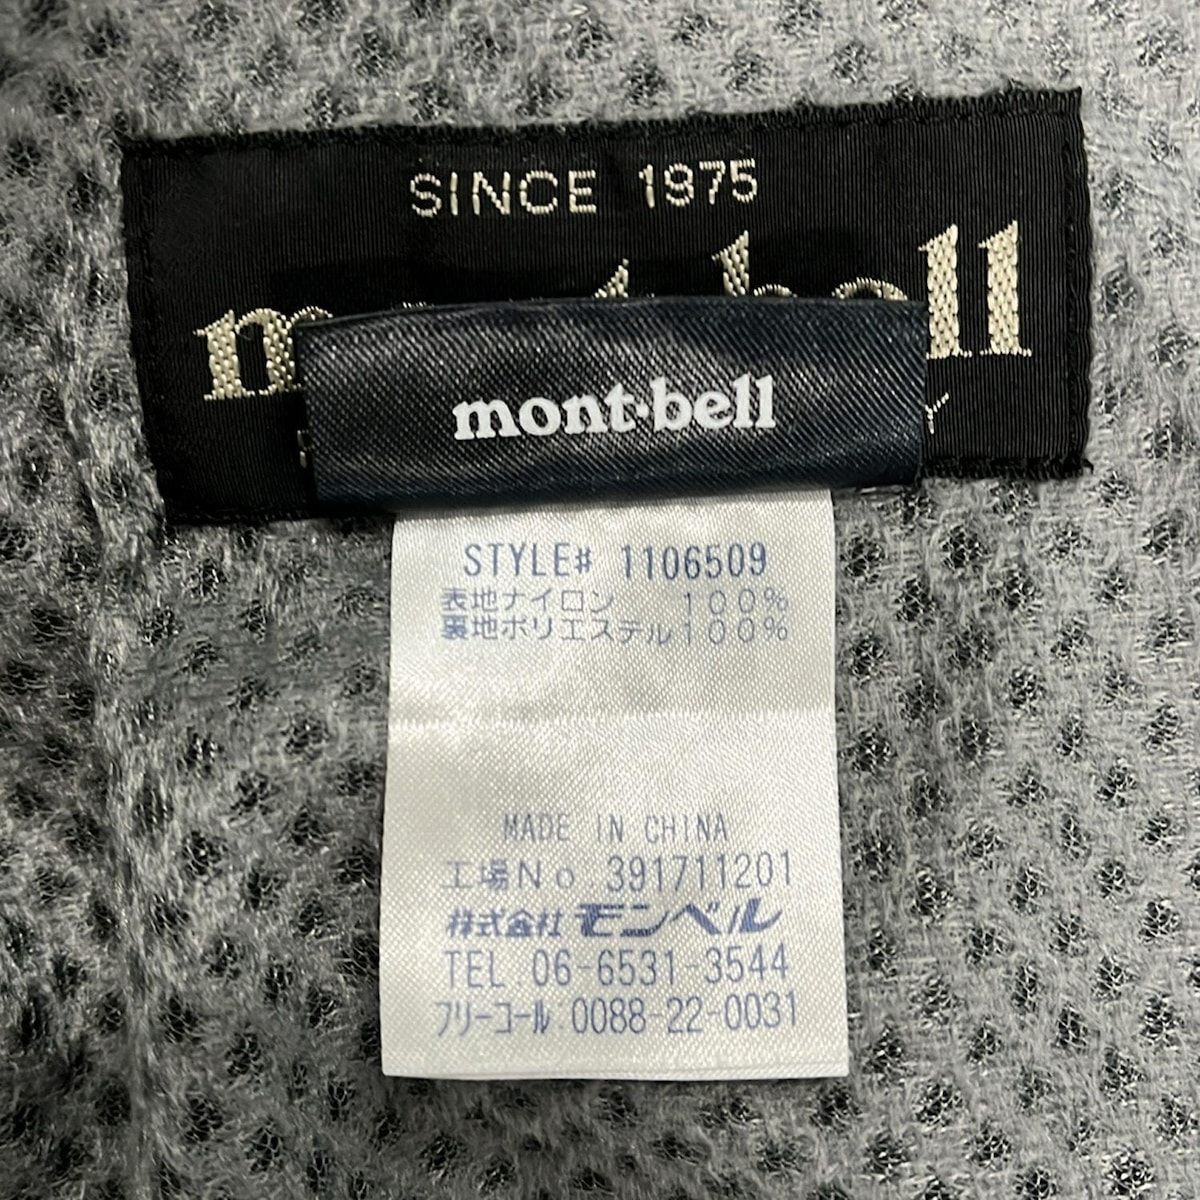 SINCE 1975
mont·bell
STYLE# 1106509
表地ナイロン 100%
裏地ポリエステル100%
MADE IN CHINA
工場No.391711201
株式会社モンベル
TEL.06-6531-3544
フリーコール.0088-22-0031